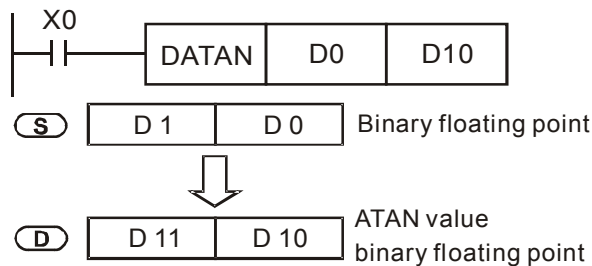 X0
DATAN D0 D10
S D 1 D 0 Binary floating point
D D 11 D 10 ATAN value
binary floating point